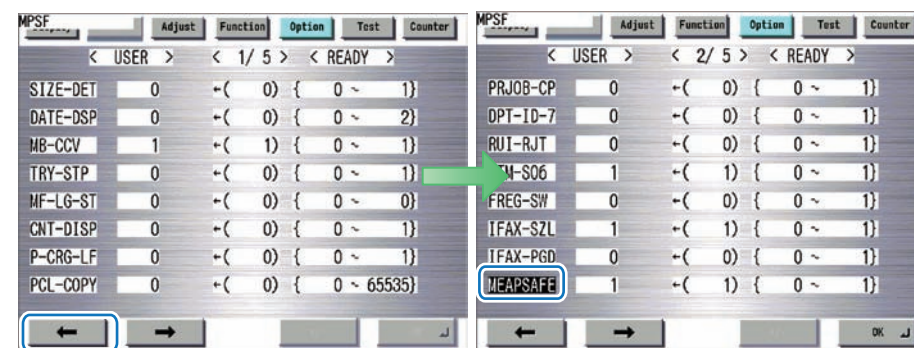 MPSF
Adjust Function Option Test Counter
< USER > < 1/ 5 > < READY >
SIZE-DET 0 ←( 0) { 0 ~ 1}
DATE-DSP 0 ←( 0) { 0 ~ 2}
MB-CCV 1 ←( 1) { 0 ~ 1}
TRY-STP 0 ←( 0) { 0 ~ 1}
MF-LG-ST 0 ←( 0) { 0 ~ 0}
CNT-DISP 0 ←( 0) { 0 ~ 1}
P-CRG-LF 0 ←( 0) { 0 ~ 1}
PCL-COPY 0 ←( 0) { 0 ~ 65535}
← →
MPSF
Adjust Function Option Test Counter
< USER > < 2/ 5 > < READY >
PRJOB-CP 0 ←( 0) { 0 ~ 1}
DPT-ID-7 0 ←( 0) { 0 ~ 1}
RUI-RJT 0 ←( 0) { 0 ~ 1}
M-SO6 1 ←( 1) { 0 ~ 1}
FREG-SW 0 ←( 0) { 0 ~ 1}
IFAX-SZL 1 ←( 1) { 0 ~ 1}
IFAX-PGD 0 ←( 0) { 0 ~ 1}
MEAPSAFE 1 ←( 1) { 0 ~ 1}
← → OK